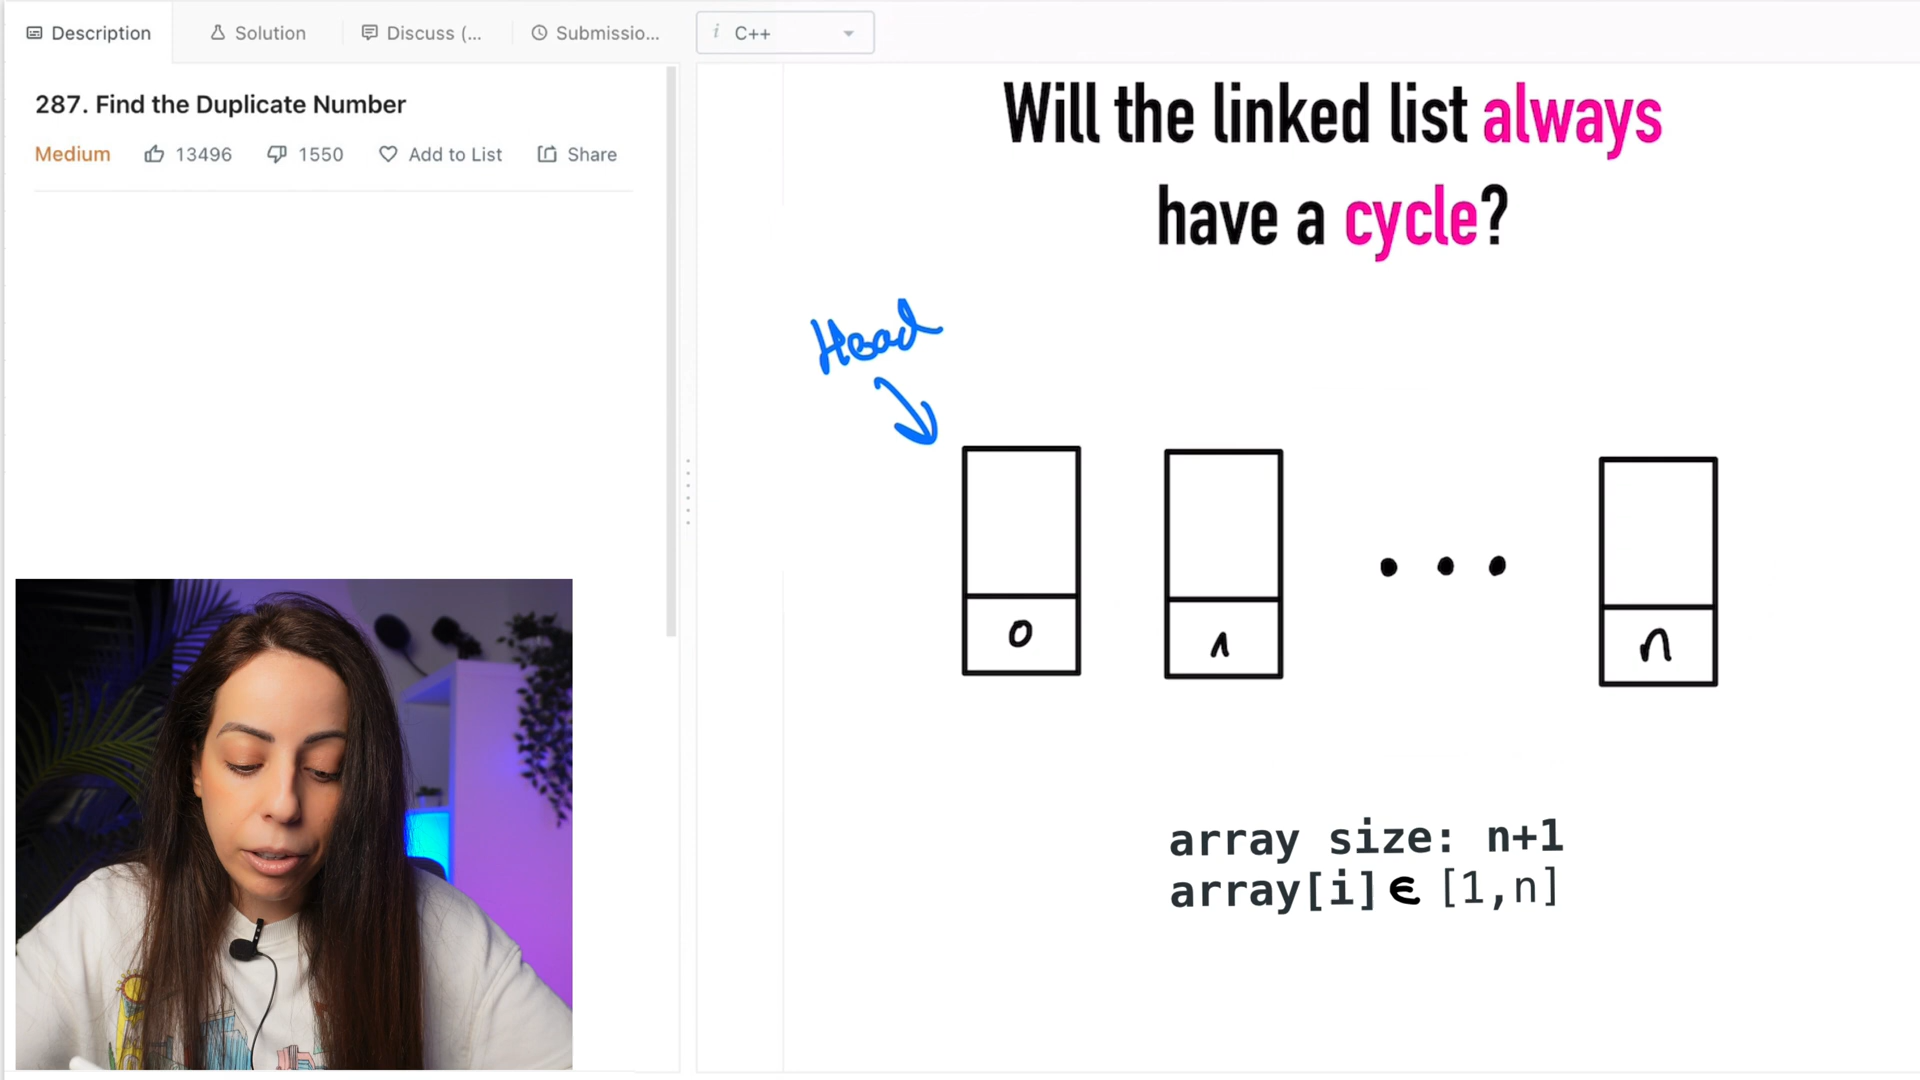 Description
Solution
Discuss (...
Submissio...
i C++
287. Find the Duplicate Number
Medium 13496 1550 Add to List Share
Will the linked list always
have a cycle?
Head
0 1 n
array size: n+1
array[i] ∈ [1,n]